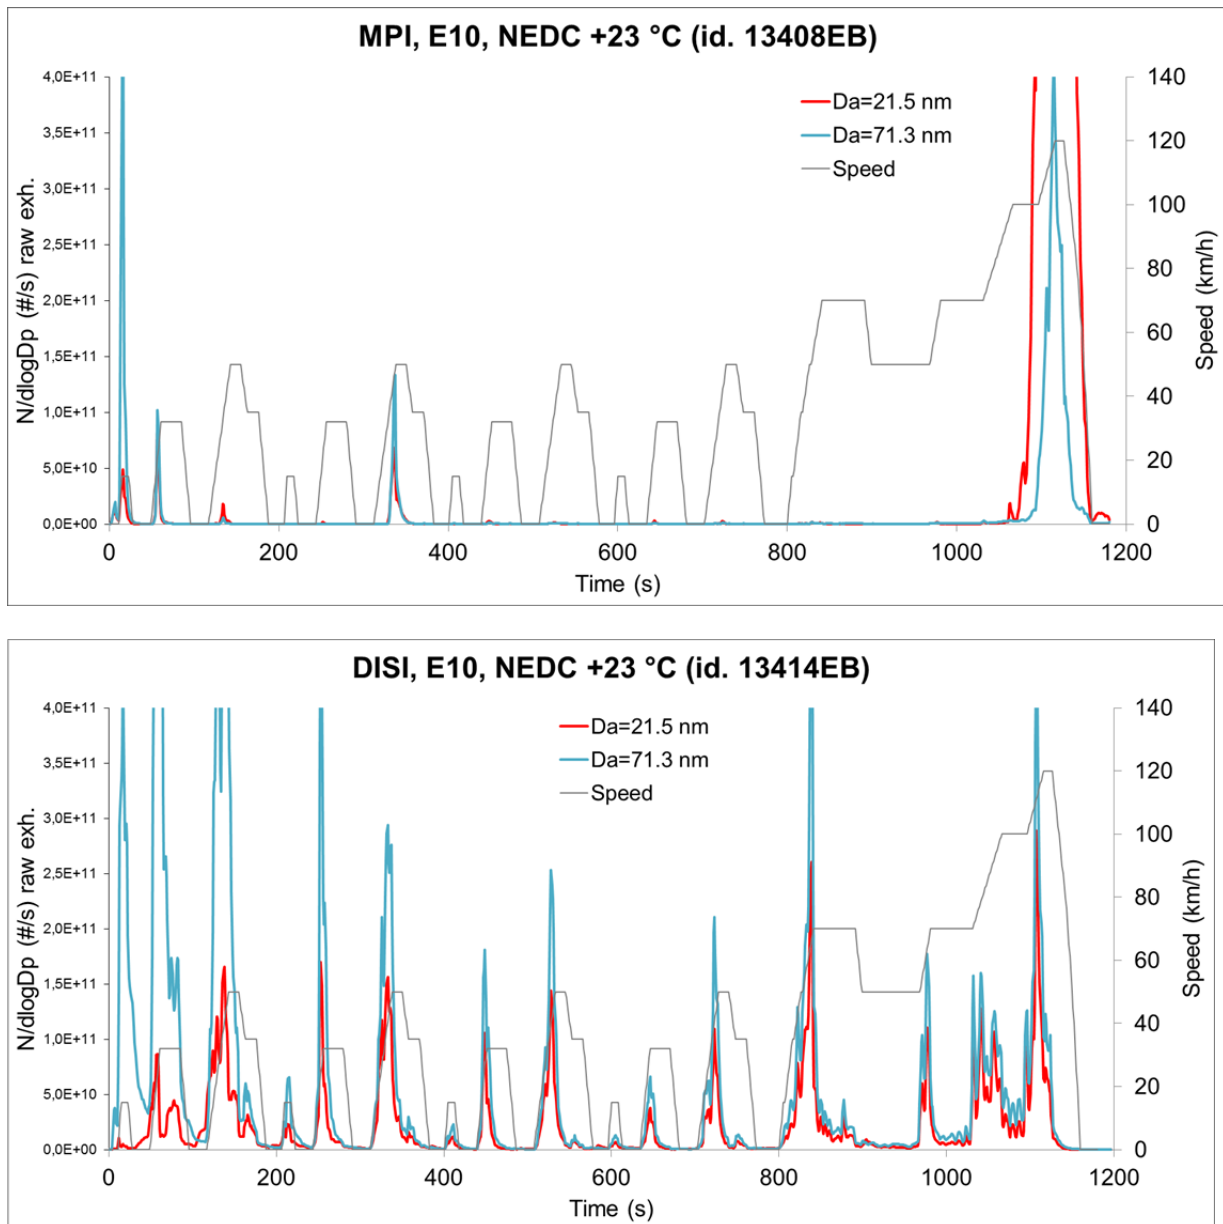 MPI, E10, NEDC +23 °C (id. 13408EB)
N/dlogDp (#/s) raw exh.
4,0E+11
3,5E+11
3,0E+11
2,5E+11
2,0E+11
1,5E+11
1,0E+11
5,0E+10
0,0E+00
Da=21.5 nm
Da=71.3 nm
Speed
140
120
100
80
60
40
20
0
Speed (km/h)
0 200 400 600 800 1000 1200
Time (s)
DISI, E10, NEDC +23 °C (id. 13414EB)
N/dlogDp (#/s) raw exh.
4,0E+11
3,5E+11
3,0E+11
2,5E+11
2,0E+11
1,5E+11
1,0E+11
5,0E+10
0,0E+00
Da=21.5 nm
Da=71.3 nm
Speed
140
120
100
80
60
40
20
0
Speed (km/h)
0 200 400 600 800 1000 1200
Time (s)